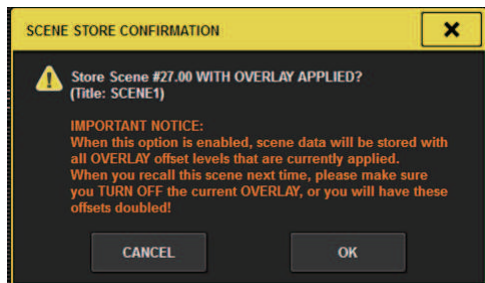 SCENE STORE CONFIRMATION
Store Scene #27.00 WITH OVERLAY APPLIED?
(Title: SCENE1)
IMPORTANT NOTICE:
When this option is enabled, scene data will be stored with
all OVERLAY offset levels that are currently applied.
When you recall this scene next time, please make sure
you TURN OFF the current OVERLAY, or you will have these
offsets doubled!
CANCEL OK